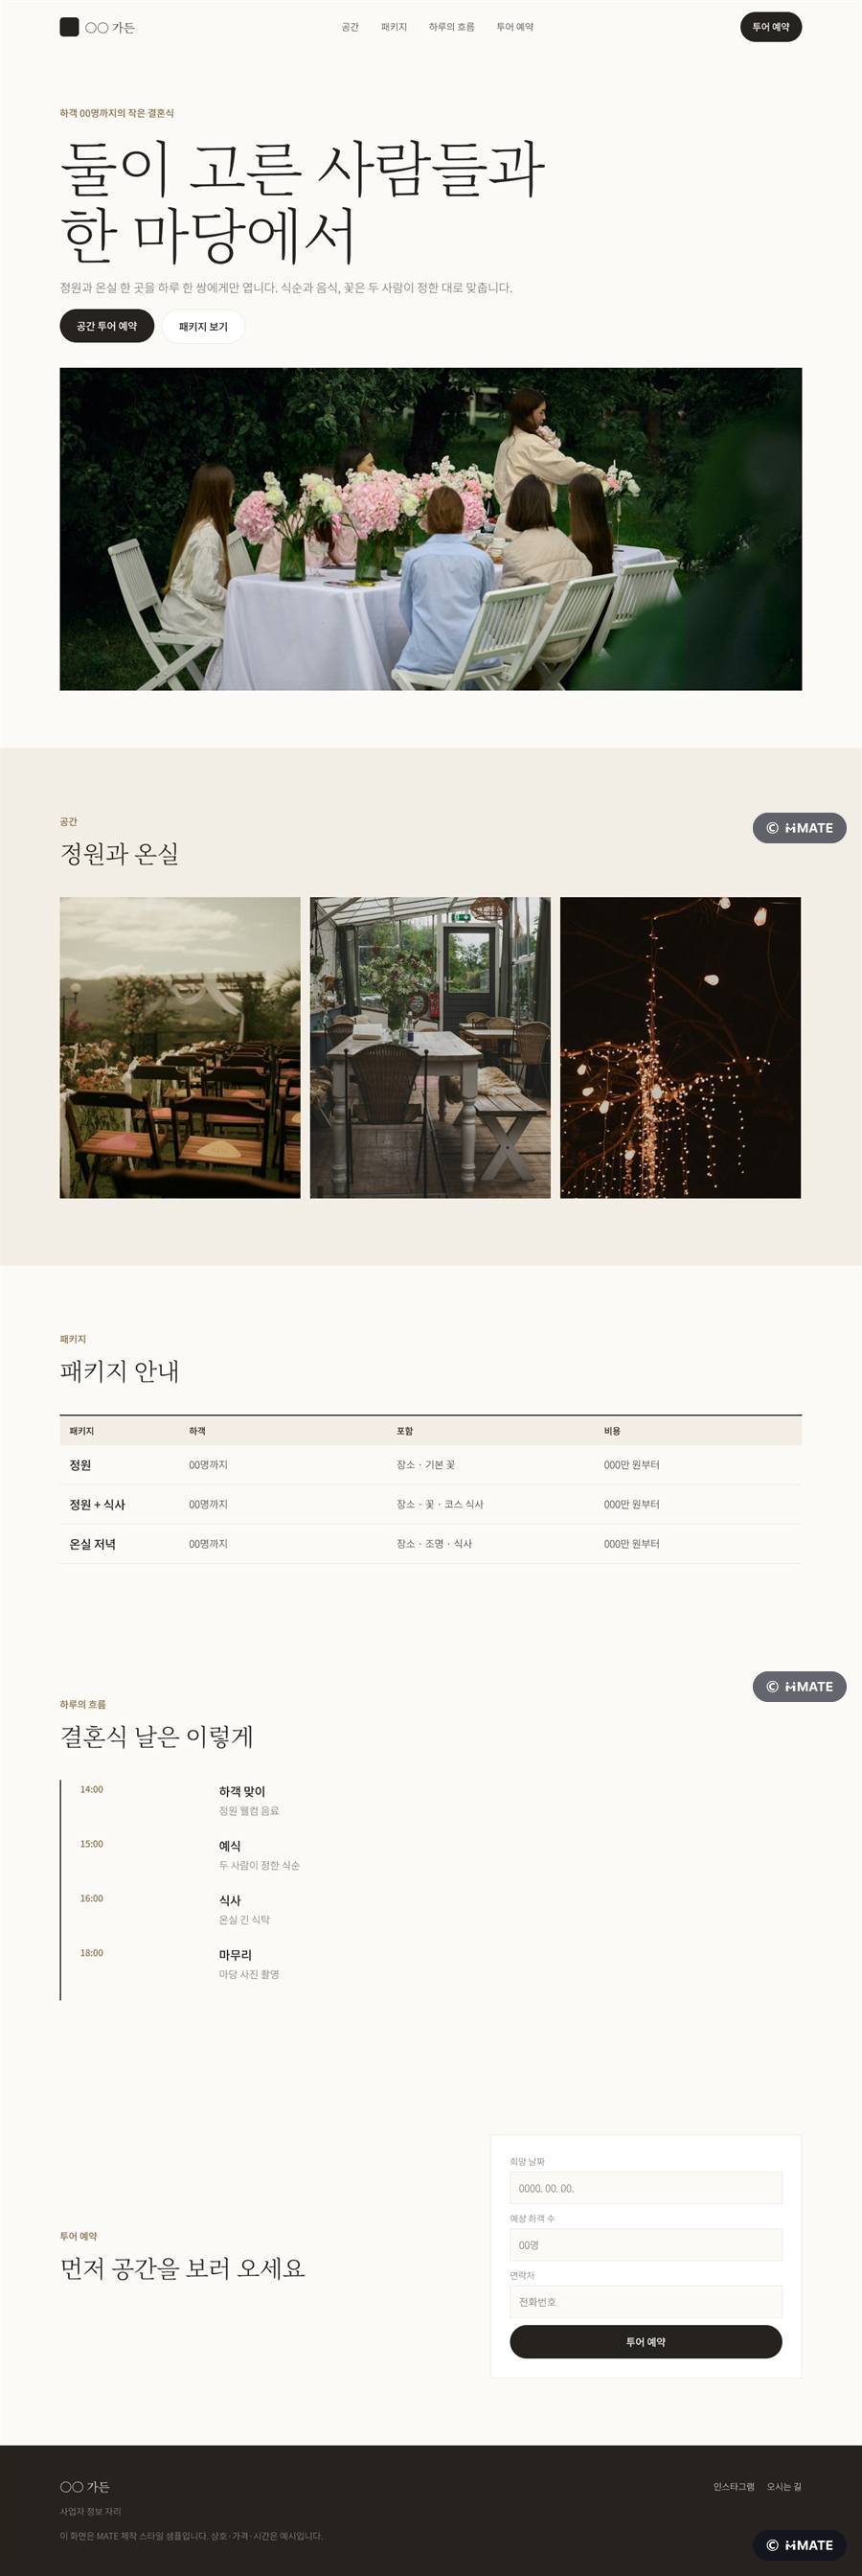 ○○ 가든
공간 패키지 하루의 흐름 투어 예약
투어 예약
하객 00명까지의 작은 결혼식
둘이 고른 사람들과
한 마당에서
정원과 온실 한 곳을 하루 한 쌍에게만 엽니다. 식순과 음식, 꽃은 두 사람이 정한 대로 맞춥니다.
공간 투어 예약 패키지 보기
공간
© MATE
정원과 온실
패키지
패키지 안내
패키지 하객 포함 비용
정원 00명까지 장소 · 기본 꽃 000만 원부터
정원 + 식사 00명까지 장소 · 꽃 · 코스 식사 000만 원부터
온실 저녁 00명까지 장소 · 조명 · 식사 000만 원부터
© MATE
하루의 흐름
결혼식 날은 이렇게
14:00 하객 맞이
정원 웰컴 음료
15:00 예식
두 사람이 정한 식순
16:00 식사
온실 긴 식탁
18:00 마무리
마당 사진 촬영
투어 예약
먼저 공간을 보러 오세요
희망 날짜
0000. 00. 00.
예상 하객 수
00명
연락처
전화번호
투어 예약
○○ 가든
인스타그램 오시는 길
사업자 정보 자리
이 화면은 MATE 제작 스타일 샘플입니다. 상호·가격·시간은 예시입니다.
© MATE